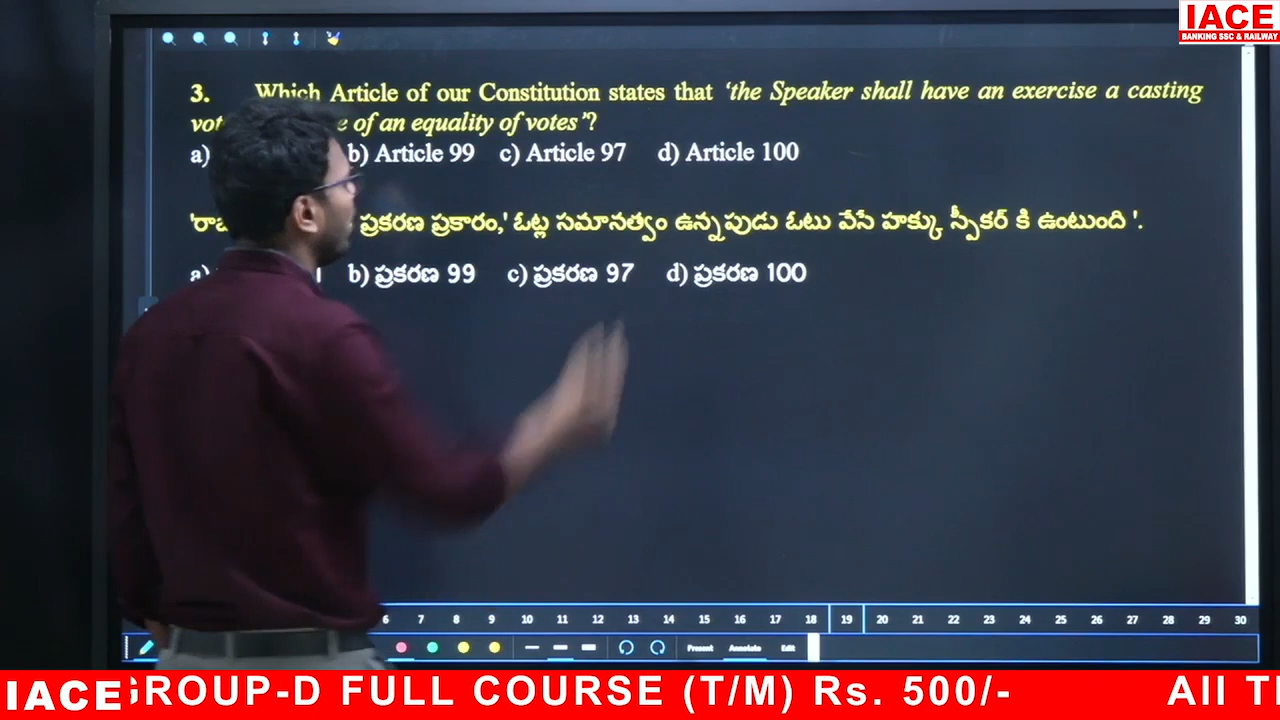 IACE
BANKING SSC & RAILWAY
3. Which Article of our Constitution states that ‘the Speaker shall have an exercise a casting
of an equality of votes’?
a) b) Article 99 c) Article 97 d) Article 100
ప్రకరణ ప్రకారం,' ఓట్ల సమానత్వం ఉన్నపుడు ఓటు వేసే హక్కు స్పీకర్ కి ఉంటుంది '.
a) b) ప్రకరణ 99 c) ప్రకరణ 97 d) ప్రకరణ 100
6 7 8 9 10 11 12 13 14 15 16 17 18 19 20 21 22 23 24 25 26 27 28 29 30
Present Annotate Edit
IACE GROUP-D FULL COURSE (T/M) Rs. 500/- All